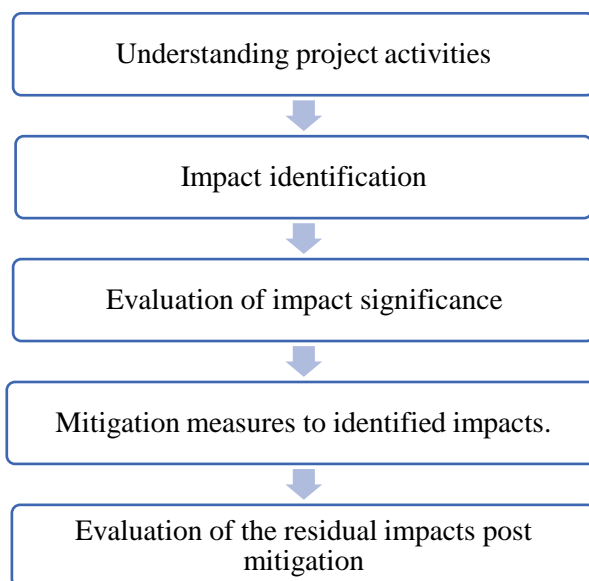 Understanding project activities
Impact identification
Evaluation of impact significance
Mitigation measures to identified impacts.
Evaluation of the residual impacts post
mitigation